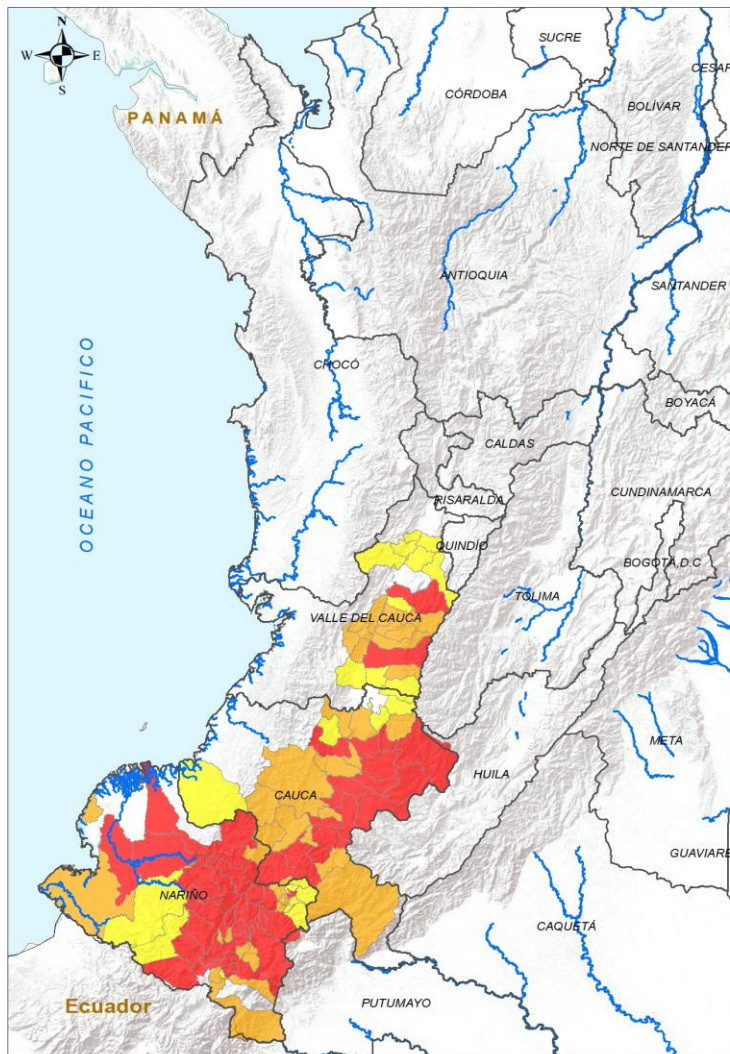 N
W E
S
PANAMÁ
SUCRE
CÓRDOBA
CESAR
BOLÍVAR
NORTE DE SANTANDER
ANTIOQUIA
SANTANDER
OCEANO PACIFICO
CHOCÓ
BOYACÁ
CALDAS
RISARALDA
CUNDINAMARCA
QUINDÍO
BOGOTÁ,D.C
TOLIMA
VALLE DEL CAUCA
META
HUILA
CAUCA
GUAVIARE
NARIÑO
CAQUETÁ
Ecuador
PUTUMAYO